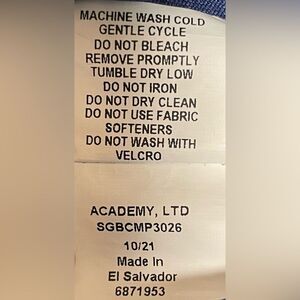 MACHINE WASH COLD
GENTLE CYCLE
DO NOT BLEACH
REMOVE PROMPTLY
TUMBLE DRY LOW
DO NOT IRON
DO NOT DRY CLEAN
DO NOT USE FABRIC
SOFTENERS
DO NOT WASH WITH
VELCRO
ACADEMY, LTD
SGBCMP3026
10/21
Made In
El Salvador
6871953